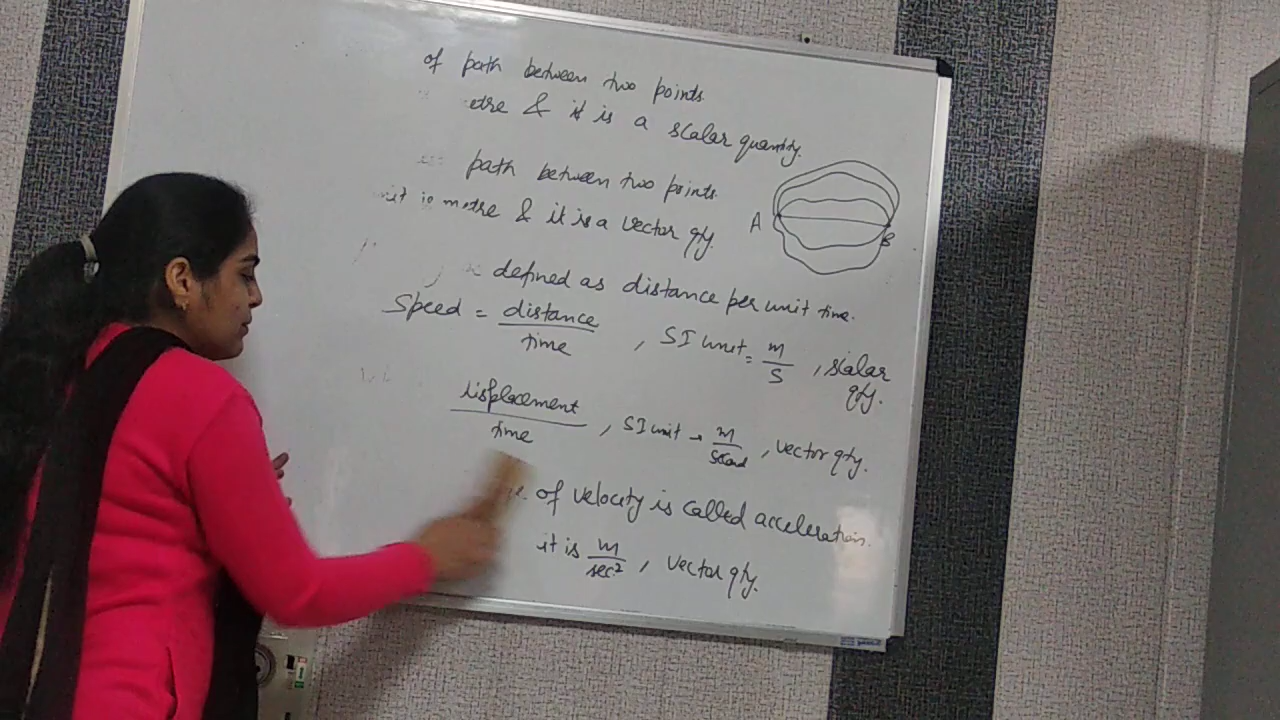 of path between two points.
etre & it is a scalar quantity.
path between two points.
it is metre & it is a vector qty.
A
B
defined as distance per unit time.
Speed = distance / time , SI unit = m / s , scalar
qty.
isplacement / time , SI unit → m / second , vector qty.
of velocity is called acceleration.
it is m / sec² , vector qty.